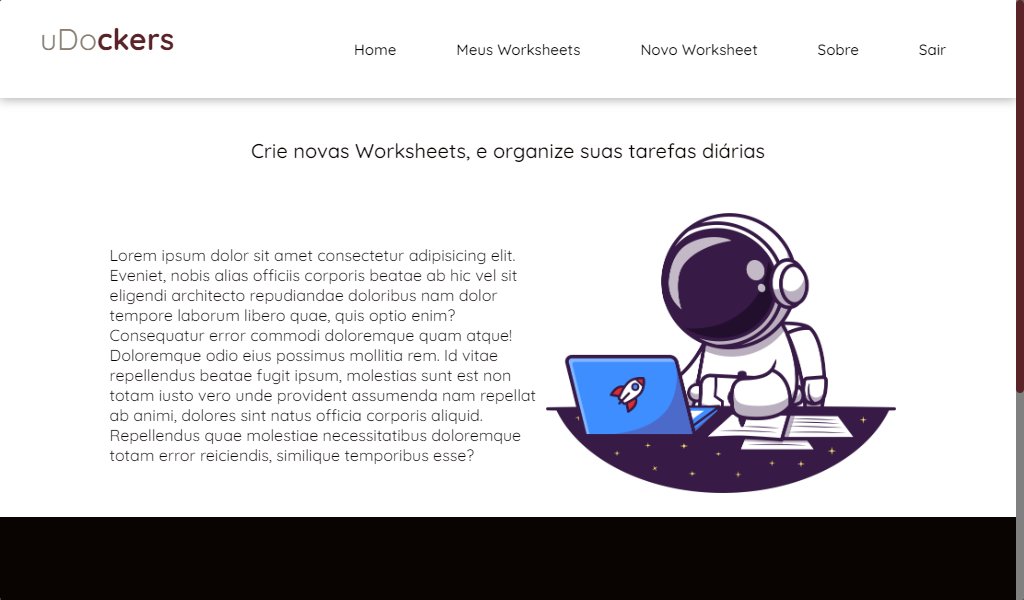 uDockers
Home Meus Worksheets Novo Worksheet Sobre Sair
Crie novas Worksheets, e organize suas tarefas diárias
Lorem ipsum dolor sit amet consectetur adipisicing elit.
Eveniet, nobis alias officiis corporis beatae ab hic vel sit
eligendi architecto repudiandae doloribus nam dolor
tempore laborum libero quae, quis optio enim?
Consequatur error commodi doloremque quam atque!
Doloremque odio eius possimus mollitia rem. Id vitae
repellendus beatae fugit ipsum, molestias sunt est non
totam iusto vero unde provident assumenda nam repellat
ab animi, dolores sint natus officia corporis aliquid.
Repellendus quae molestiae necessitatibus doloremque
totam error reiciendis, similique temporibus esse?